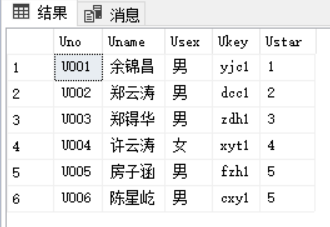 结果 消息
Uno Uname Usex Ukey Ustar
1 U001 余锦昌 男 yjc1 1
2 U002 郑云涛 男 dcc1 2
3 U003 郑得华 男 zdh1 3
4 U004 许云涛 女 xyt1 4
5 U005 房子涵 男 fzh1 5
6 U006 陈星屹 男 cxy1 5